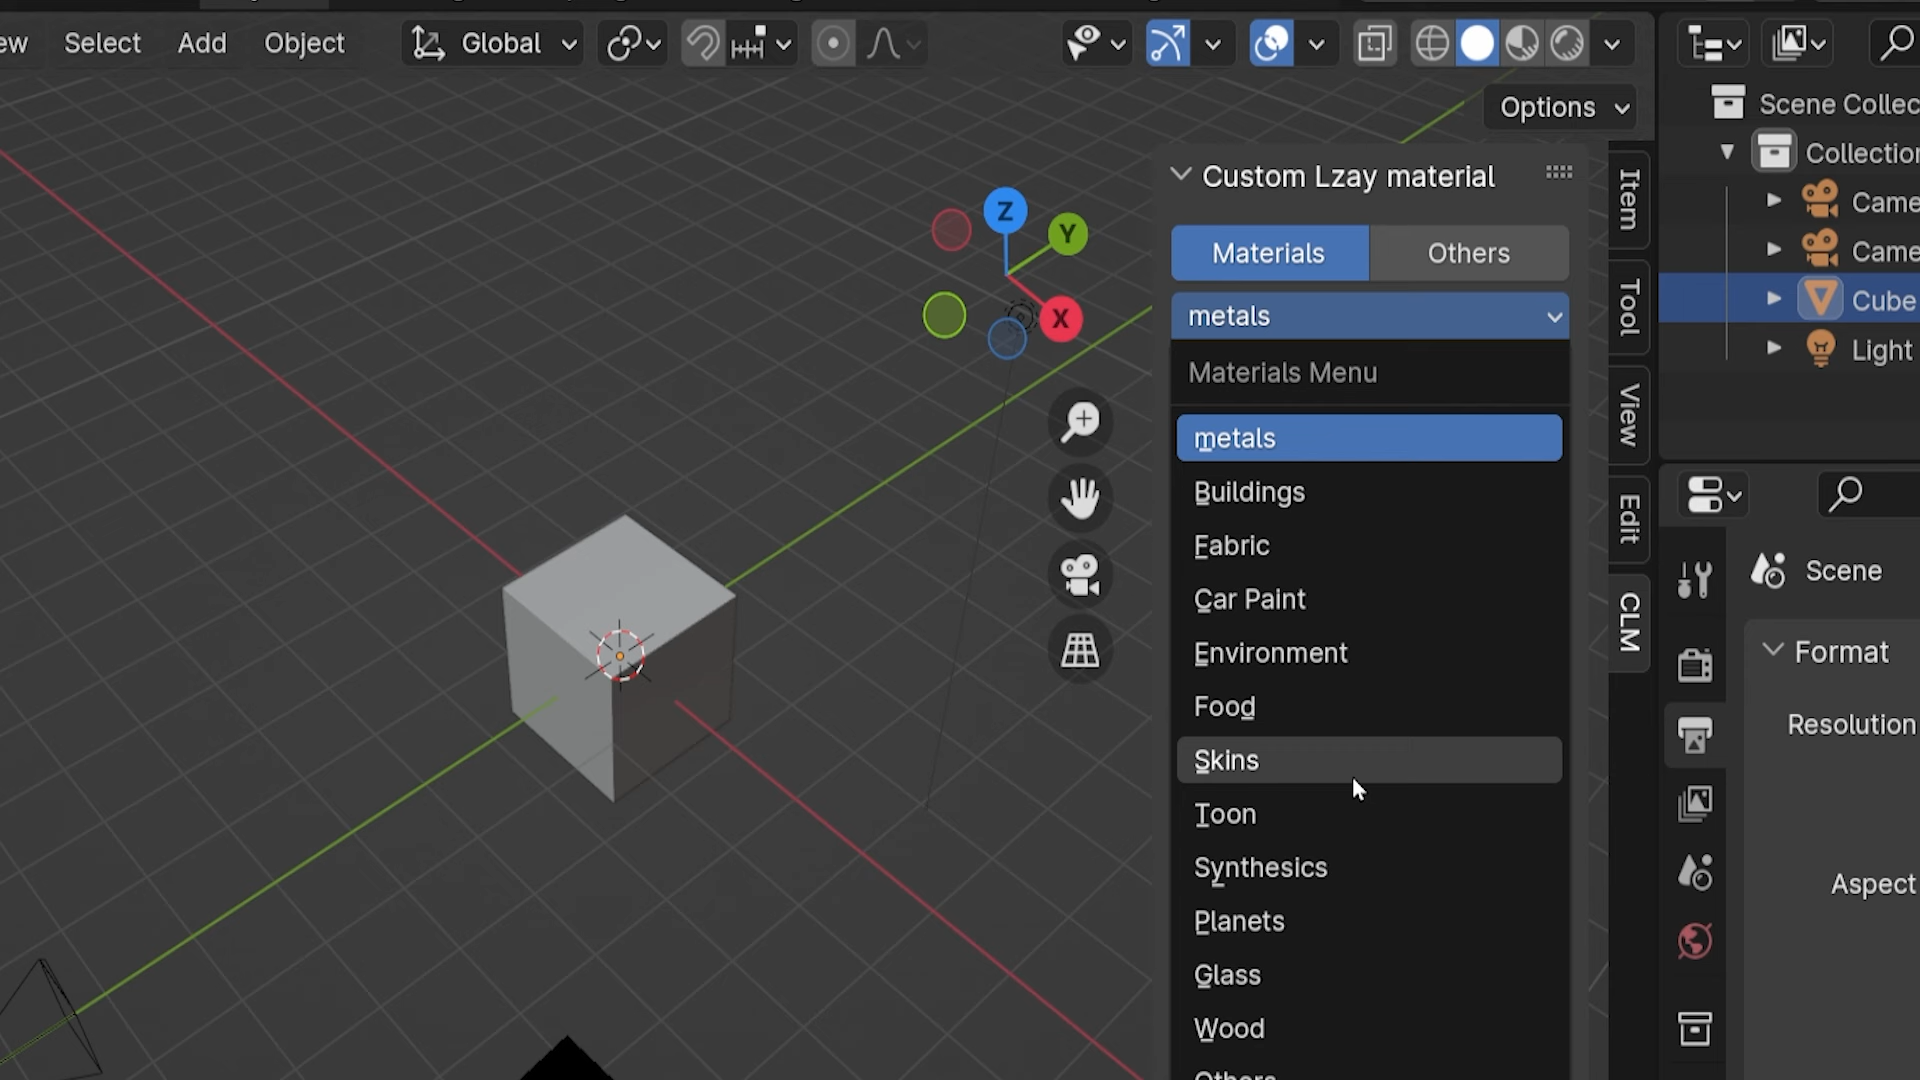 ew Select Add Object Global
Options
Custom Lzay material
Materials Others
metals
Materials Menu
metals
Buildings
Fabric
Car Paint
Environment
Food
Skins
Toon
Synthesics
Planets
Glass
Wood
Others
Z
Y
X
Item
Tool
View
Edit
CLM
Scene Collec
Collection
Came
Came
Cube
Light
Scene
Format
Resolution
Aspect